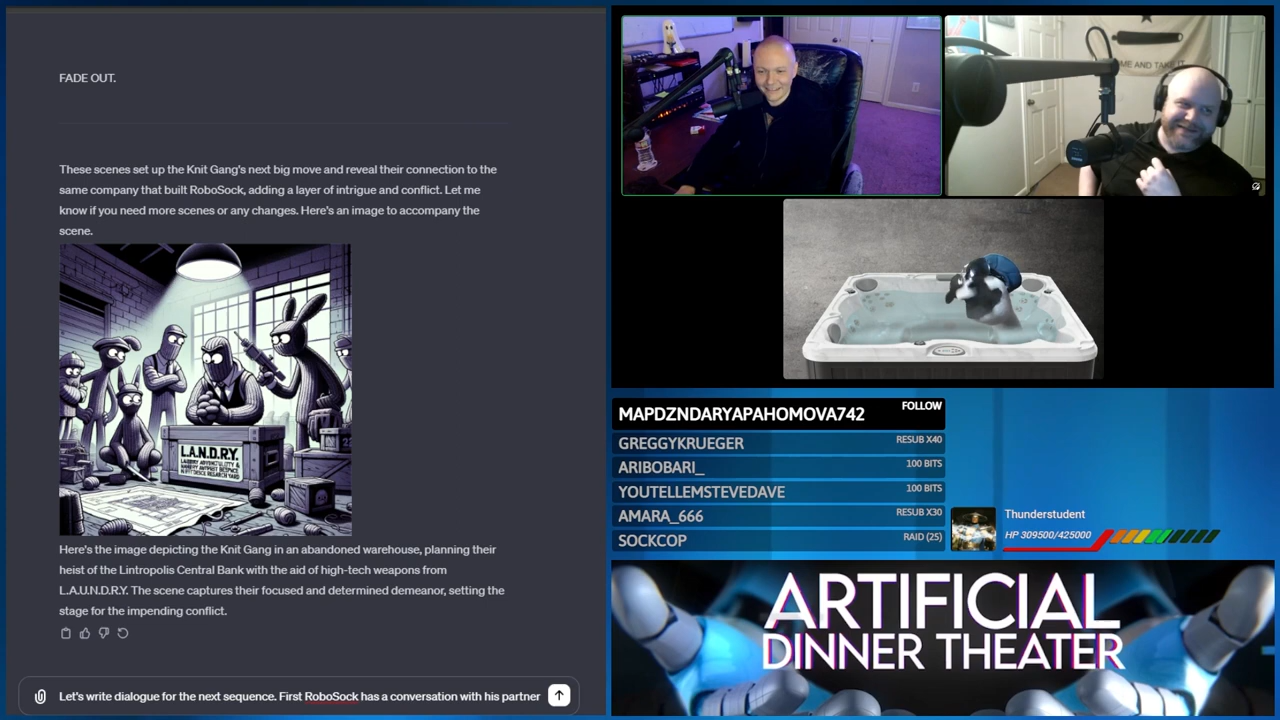 FADE OUT.
These scenes set up the Knit Gang's next big move and reveal their connection to the
same company that built RoboSock, adding a layer of intrigue and conflict. Let me
know if you need more scenes or any changes. Here's an image to accompany the
scene.
L.A.N.D.R.Y.
Here's the image depicting the Knit Gang in an abandoned warehouse, planning their
heist of the Lintropolis Central Bank with the aid of high-tech weapons from
L.A.U.N.D.R.Y. The scene captures their focused and determined demeanor, setting the
stage for the impending conflict.
Let's write dialogue for the next sequence. First RoboSock has a conversation with his partner
ME AND TAKE IT
MAPDZNDARYAPAHOMOVA742 FOLLOW
GREGGYKRUEGER RESUB X40
ARIBOBARI_ 100 BITS
YOUTELLEMSTEVEDAVE 100 BITS
AMARA_666 RESUB X30
SOCKCOP RAID (25)
Thunderstudent
HP 309500/425000
ARTIFICIAL
DINNER THEATER